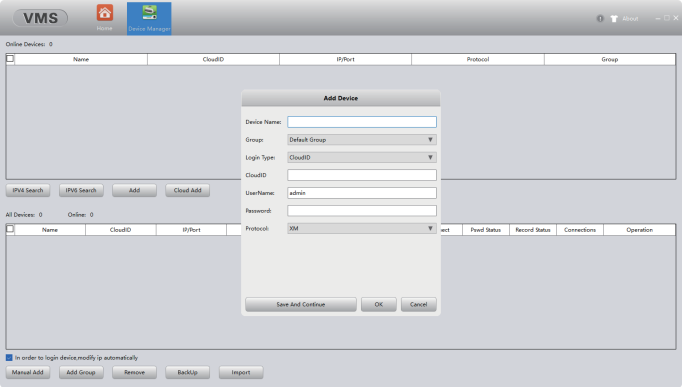 VMS
Home
Device Manager
About
Online Devices: 0
Name CloudID IP/Port Protocol Group
Add Device
Device Name:
Group: Default Group
Login Type: CloudID
CloudID
UserName: admin
Password:
Protocol: XM
Save And Continue OK Cancel
IPV4 Search IPV6 Search Add Cloud Add
All Devices: 0 Online: 0
Name CloudID IP/Port ect Pswd Status Record Status Connections Operation
In order to login device,modify ip automatically
Manual Add Add Group Remove BackUp Import